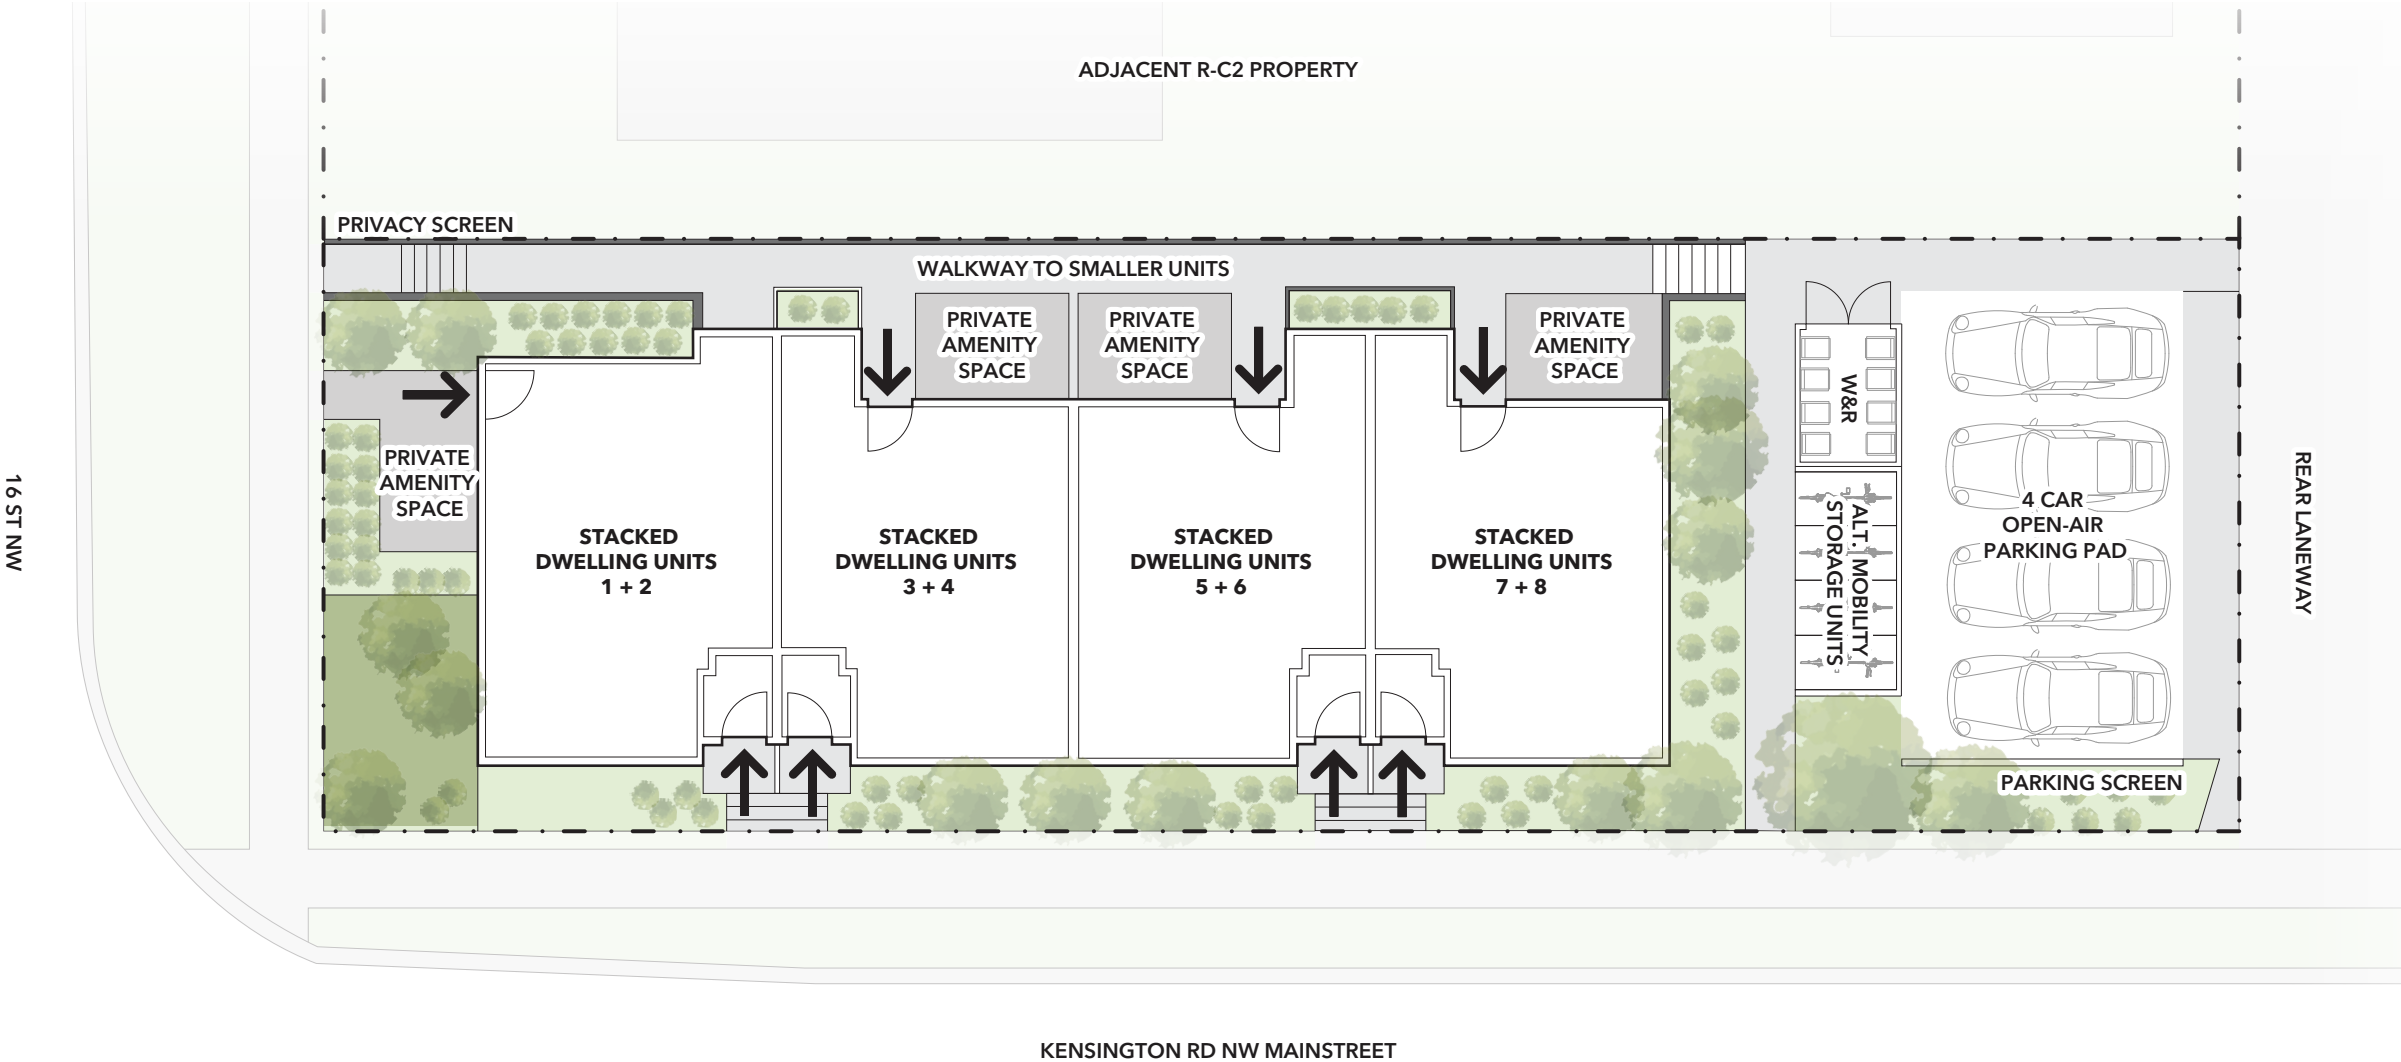 ADJACENT R-C2 PROPERTY
PRIVACY SCREEN
WALKWAY TO SMALLER UNITS
PRIVATE
AMENITY
SPACE
PRIVATE
AMENITY
SPACE
PRIVATE
AMENITY
SPACE
PRIVATE
AMENITY
SPACE
16 ST NW
STACKED
DWELLING UNITS
1 + 2
STACKED
DWELLING UNITS
3 + 4
STACKED
DWELLING UNITS
5 + 6
STACKED
DWELLING UNITS
7 + 8
W&R
ALT. MOBILITY
STORAGE UNITS
4 CAR
OPEN-AIR
PARKING PAD
REAR LANEWAY
PARKING SCREEN
KENSINGTON RD NW MAINSTREET